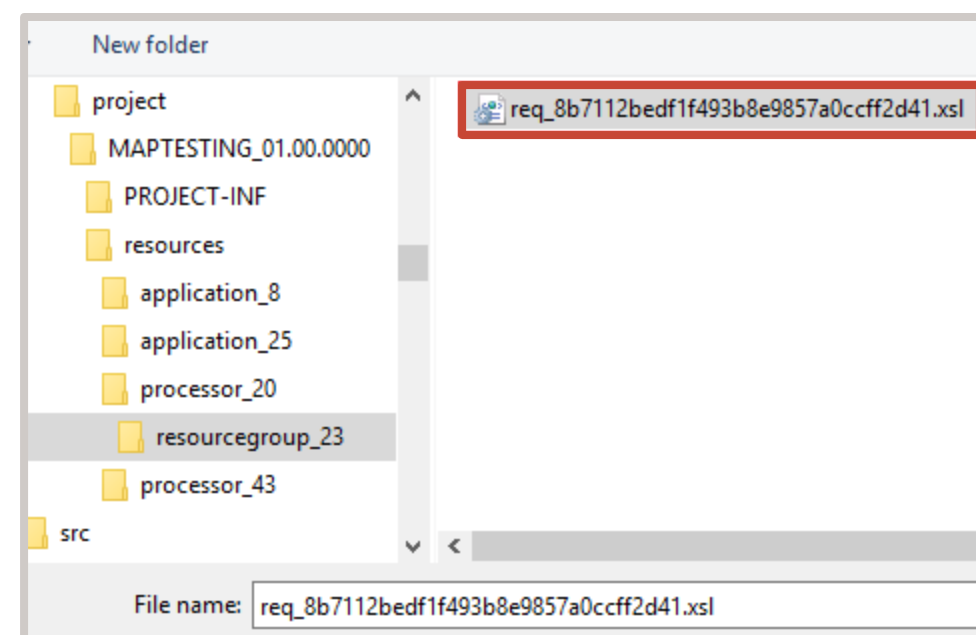 New folder
project
MAPTESTING_01.00.0000
PROJECT-INF
resources
application_8
application_25
processor_20
resourcegroup_23
processor_43
src
req_8b7112bedf1f493b8e9857a0ccff2d41.xsl
File name: req_8b7112bedf1f493b8e9857a0ccff2d41.xsl